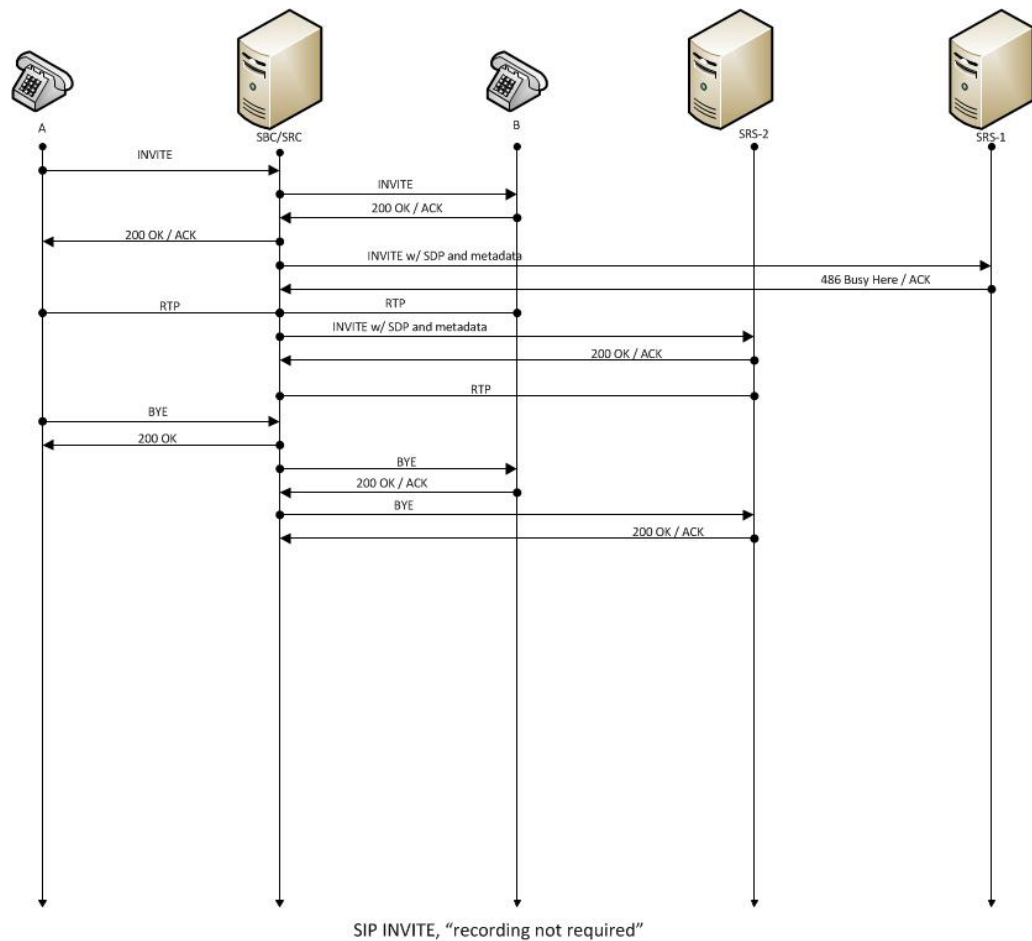 A
SBC/SRC
B
SRS-2
SRS-1
INVITE
INVITE
200 OK / ACK
200 OK / ACK
INVITE w/ SDP and metadata
486 Busy Here / ACK
RTP
RTP
INVITE w/ SDP and metadata
200 OK / ACK
RTP
BYE
200 OK
BYE
200 OK / ACK
BYE
200 OK / ACK
SIP INVITE, “recording not required”